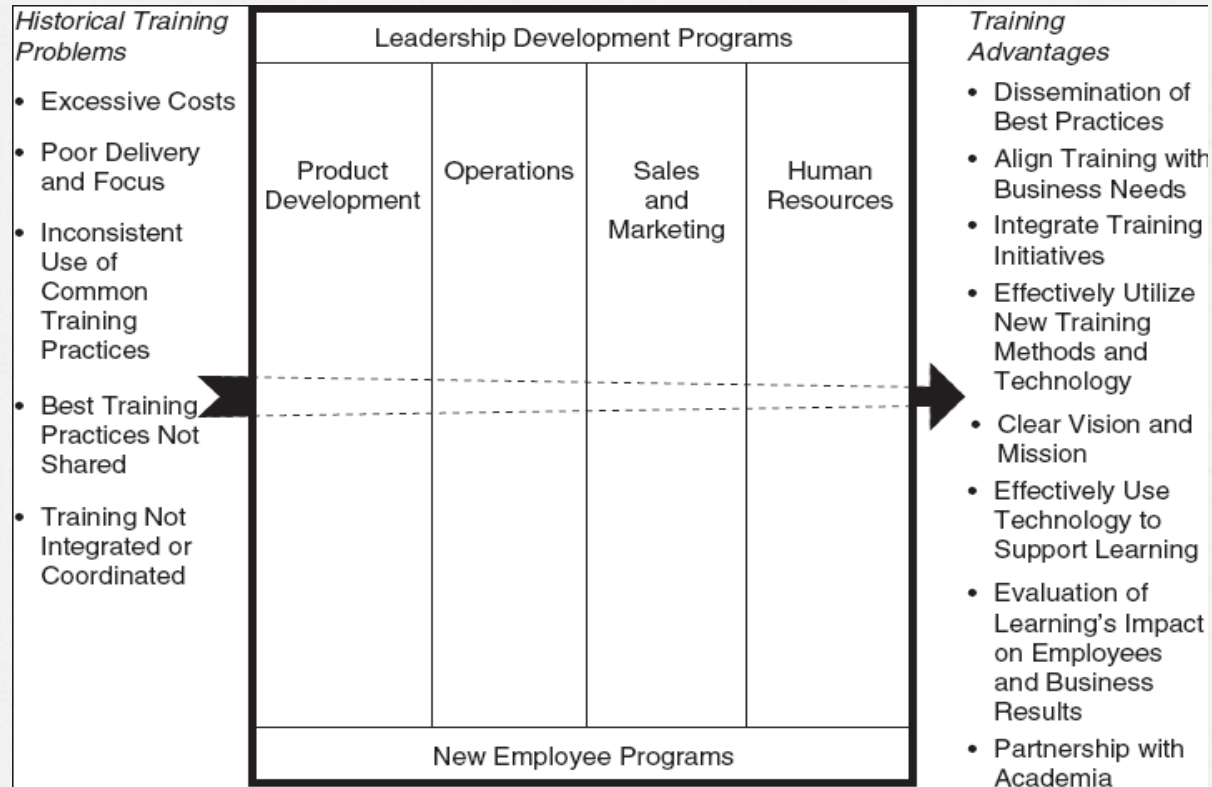 Historical Training
Problems
• Excessive Costs
• Poor Delivery
and Focus
• Inconsistent
Use of
Common
Training
Practices
• Best Training
Practices Not
Shared
• Training Not
Integrated or
Coordinated
Leadership Development Programs
Product
Development
Operations
Sales
and
Marketing
Human
Resources
New Employee Programs
Training
Advantages
• Dissemination of
Best Practices
• Align Training with
Business Needs
• Integrate Training
Initiatives
• Effectively Utilize
New Training
Methods and
Technology
• Clear Vision and
Mission
• Effectively Use
Technology to
Support Learning
• Evaluation of
Learning's Impact
on Employees
and Business
Results
• Partnership with
Academia